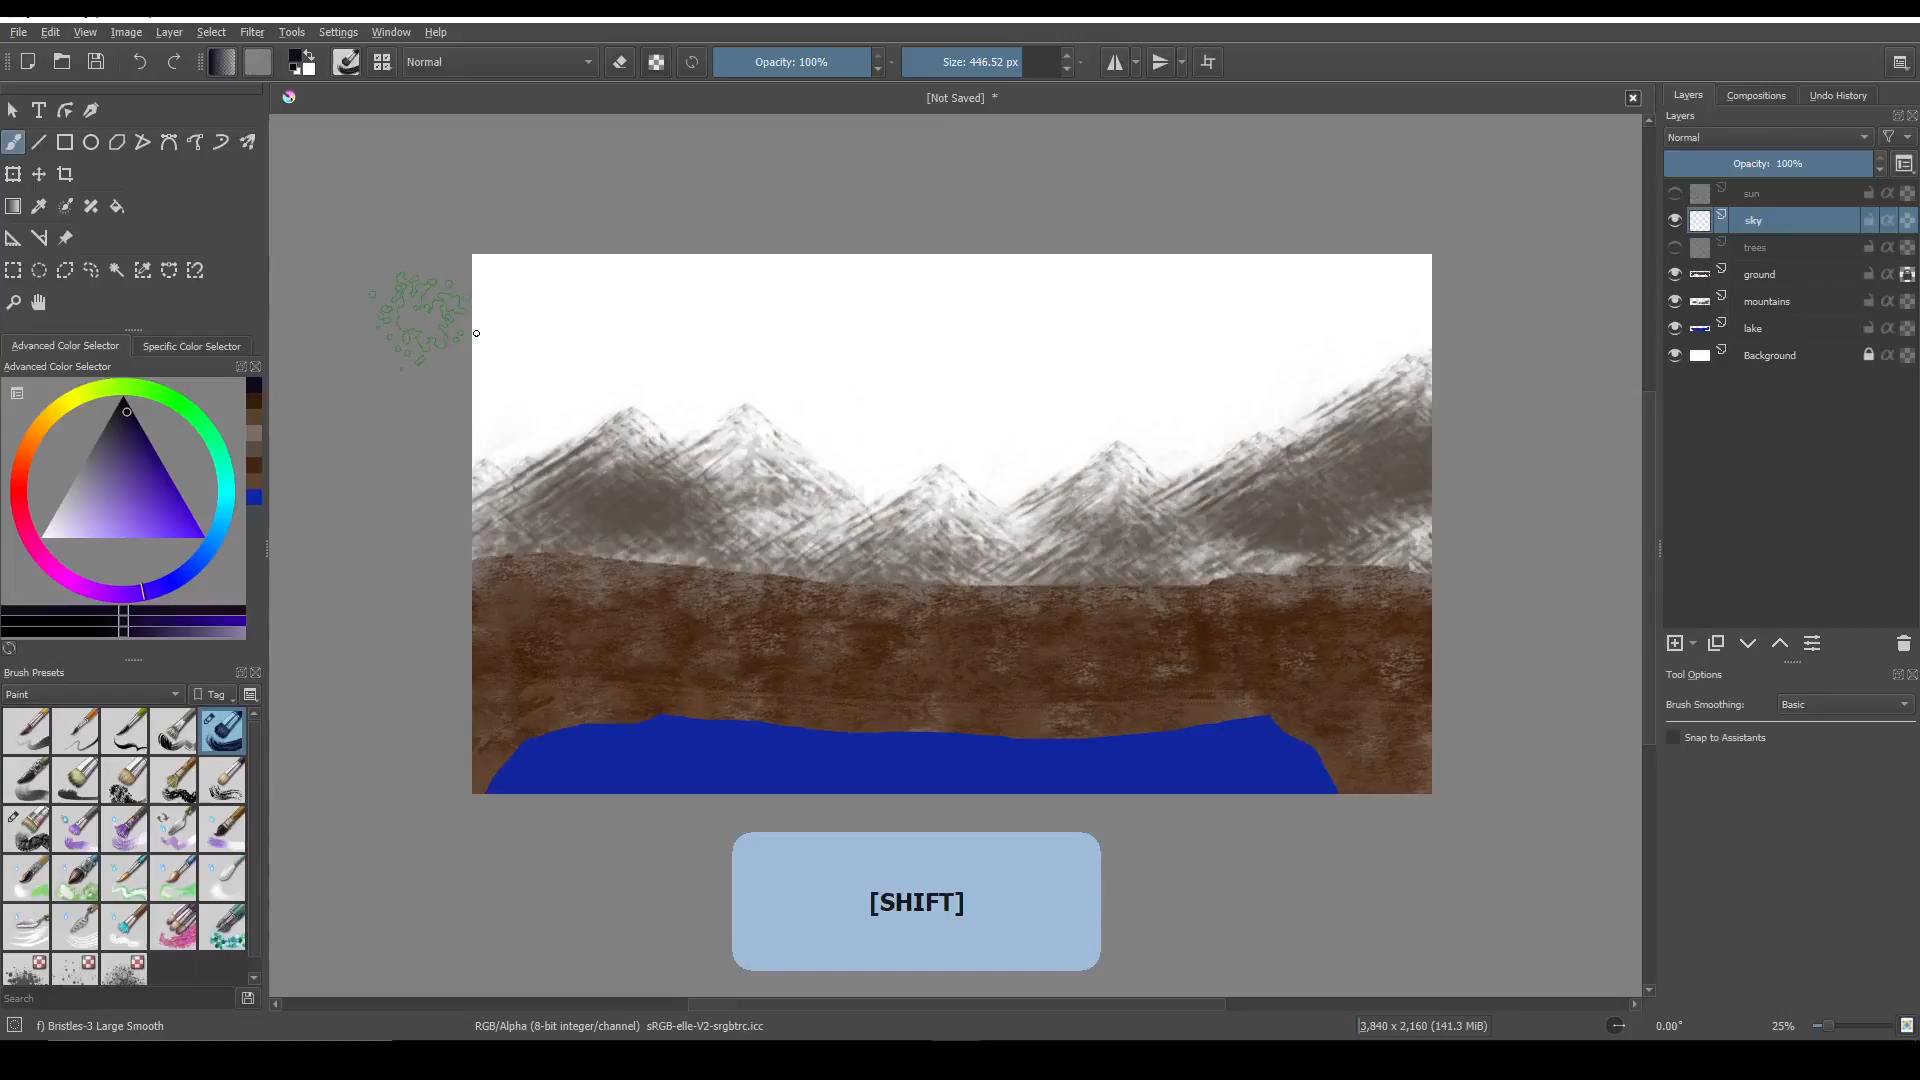 File Edit View Image Layer Select Filter Tools Settings Window Help
Normal
Opacity: 100%
Size: 446.52 px
[Not Saved] *
Layers Compositions Undo History
Layers
Normal
Opacity: 100%
sun
sky
trees
ground
mountains
lake
Background
Advanced Color Selector
Specific Color Selector
Advanced Color Selector
Brush Presets
Paint
Tag
Tool Options
Brush Smoothing:
Basic
Snap to Assistants
[SHIFT]
Search
f) Bristles-3 Large Smooth
RGB/Alpha (8-bit integer/channel) sRGB-elle-V2-srgbtrc.icc
3,840 x 2,160 (141.3 MiB)
0.00°
25%